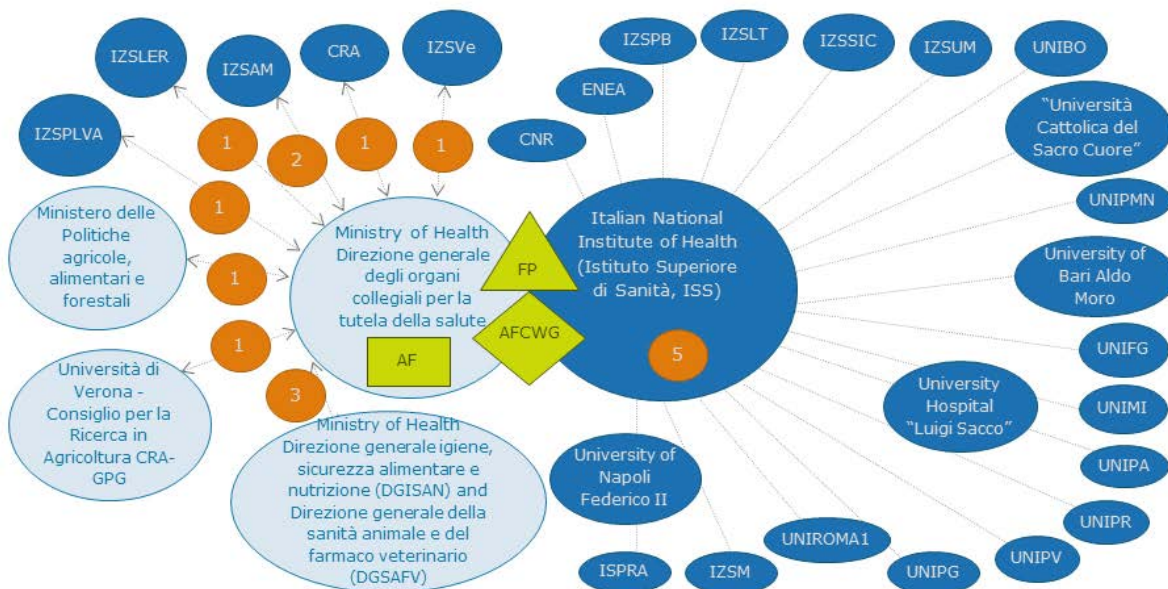 IZSLER
IZSAM
CRA
IZSVe
IZSPLVA
1
2
1
1
1
1
1
3
Ministero delle
Politiche
agricole,
alimentari e
forestali
Università di
Verona -
Consiglio per la
Ricerca in
Agricoltura CRA-
GPG
Ministry of Health
Direzione generale
degli organi
collegiali per la
tutela della salute
AF
FP
AFCWG
Ministry of Health
Direzione generale igiene,
sicurezza alimentare e
nutrizione (DGISAN) and
Direzione generale della
sanità animale e del
farmaco veterinario
(DGSAFV)
Italian National
Institute of Health
(Istituto Superiore
di Sanità, ISS)
5
CNR
ENEA
IZSPB
IZSLT
IZSSIC
IZSUM
UNIBO
“Università
Cattolica del
Sacro Cuore”
UNIPMN
University of
Bari Aldo
Moro
UNIFG
University
Hospital
“Luigi Sacco”
UNIMI
UNIPA
UNIPR
UNIPV
UNIPG
UNIROMA1
IZSM
University of
Napoli
Federico II
ISPRA